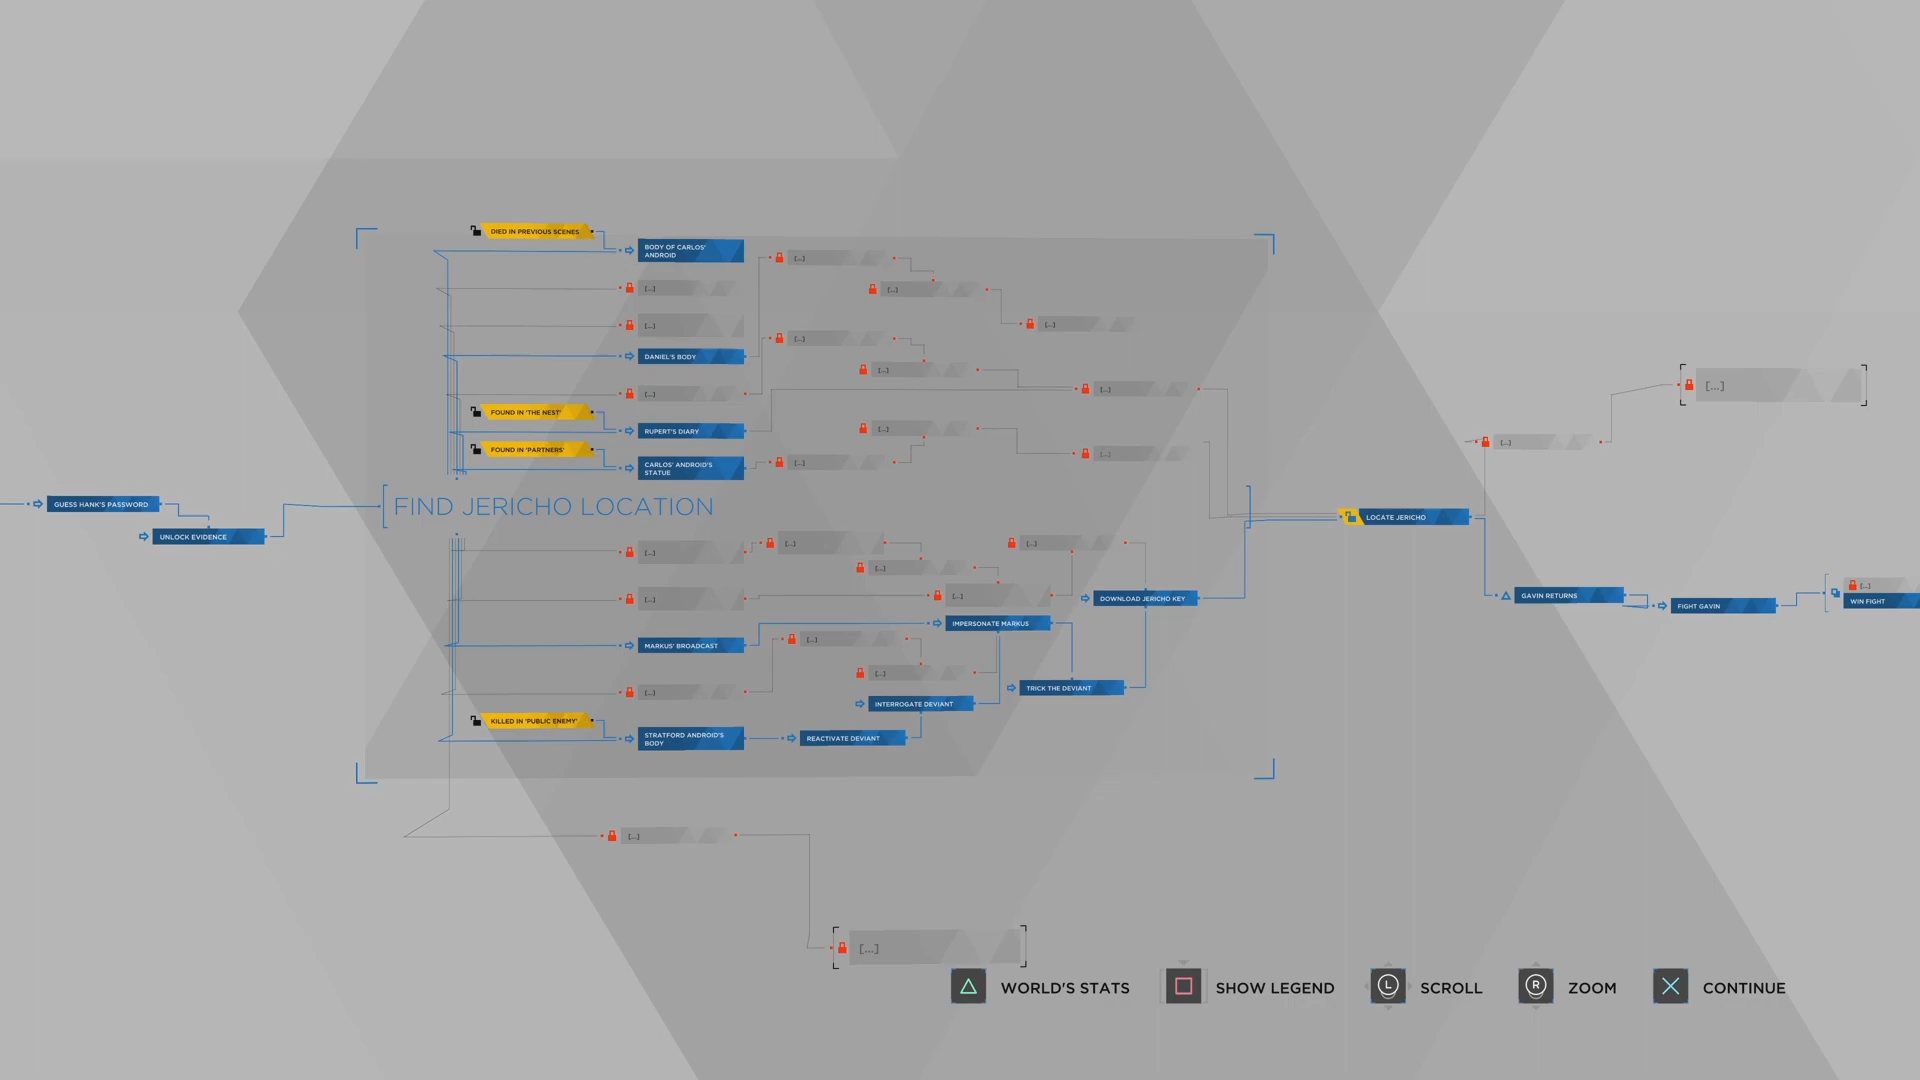 DIED IN PREVIOUS SCENES
BODY OF CARLOS'
ANDROID
[...]
[...]
[...]
[...]
[...]
[...]
DANIEL'S BODY
[...]
[...]
[...]
[...]
[...]
FOUND IN 'THE NEST'
RUPERT'S DIARY
[...]
[...]
[...]
FOUND IN 'PARTNERS'
CARLOS' ANDROID'S
STATUE
[...]
GUESS HANK'S PASSWORD
FIND JERICHO LOCATION
LOCATE JERICHO
UNLOCK EVIDENCE
[...]
[...]
[...]
[...]
[...]
[...]
DOWNLOAD JERICHO KEY
GAVIN RETURNS
FIGHT GAVIN
[...]
WIN FIGHT
IMPERSONATE MARKUS
MARKUS' BROADCAST
[...]
[...]
[...]
TRICK THE DEVIANT
INTERROGATE DEVIANT
KILLED IN 'PUBLIC ENEMY'
STRATFORD ANDROID'S
BODY
REACTIVATE DEVIANT
[...]
[...]
WORLD'S STATS
SHOW LEGEND
L
SCROLL
R
ZOOM
CONTINUE